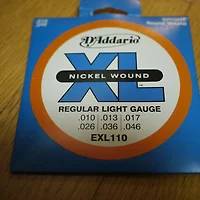 D'Addario
XL
NICKEL WOUND
REGULAR LIGHT GAUGE
.010 .013 .017
.026 .036 .046
EXL110